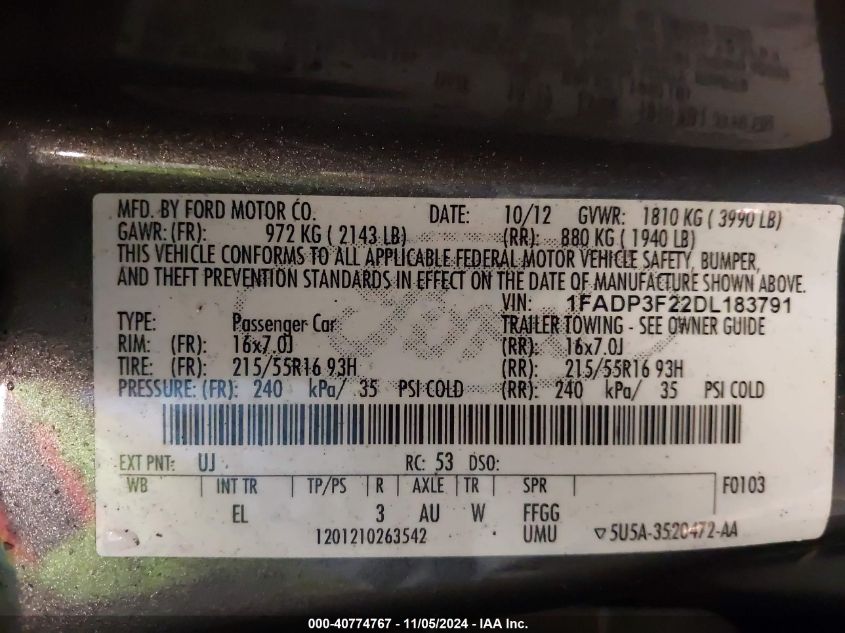 MFD. BY FORD MOTOR CO. DATE: 10/12 GVWR: 1810 KG ( 3990 LB)
GAWR: (FR): 972 KG ( 2143 LB) (RR): 880 KG ( 1940 LB)
THIS VEHICLE CONFORMS TO ALL APPLICABLE FEDERAL MOTOR VEHICLE SAFETY, BUMPER,
AND THEFT PREVENTION STANDARDS IN EFFECT ON THE DATE OF MANUFACTURE SHOWN ABOVE.
VIN: 1FADP3F22DL183791
TYPE: Passenger Car TRAILER TOWING - SEE OWNER GUIDE
RIM: (FR): 16x7.0J (RR): 16x7.0J
TIRE: (FR): 215/55R16 93H (RR): 215/55R16 93H
PRESSURE: (FR): 240 kPa/ 35 PSI COLD (RR): 240 kPa/ 35 PSI COLD
EXT PNT: UJ RC: 53 DSO:
WB INT TR TP/PS R AXLE TR SPR F0103
EL 3 AU W FFGG
1201210263542 UMU ▽5U5A-3520472-AA
Ford
000-40774767 - 11/05/2024 - IAA Inc.